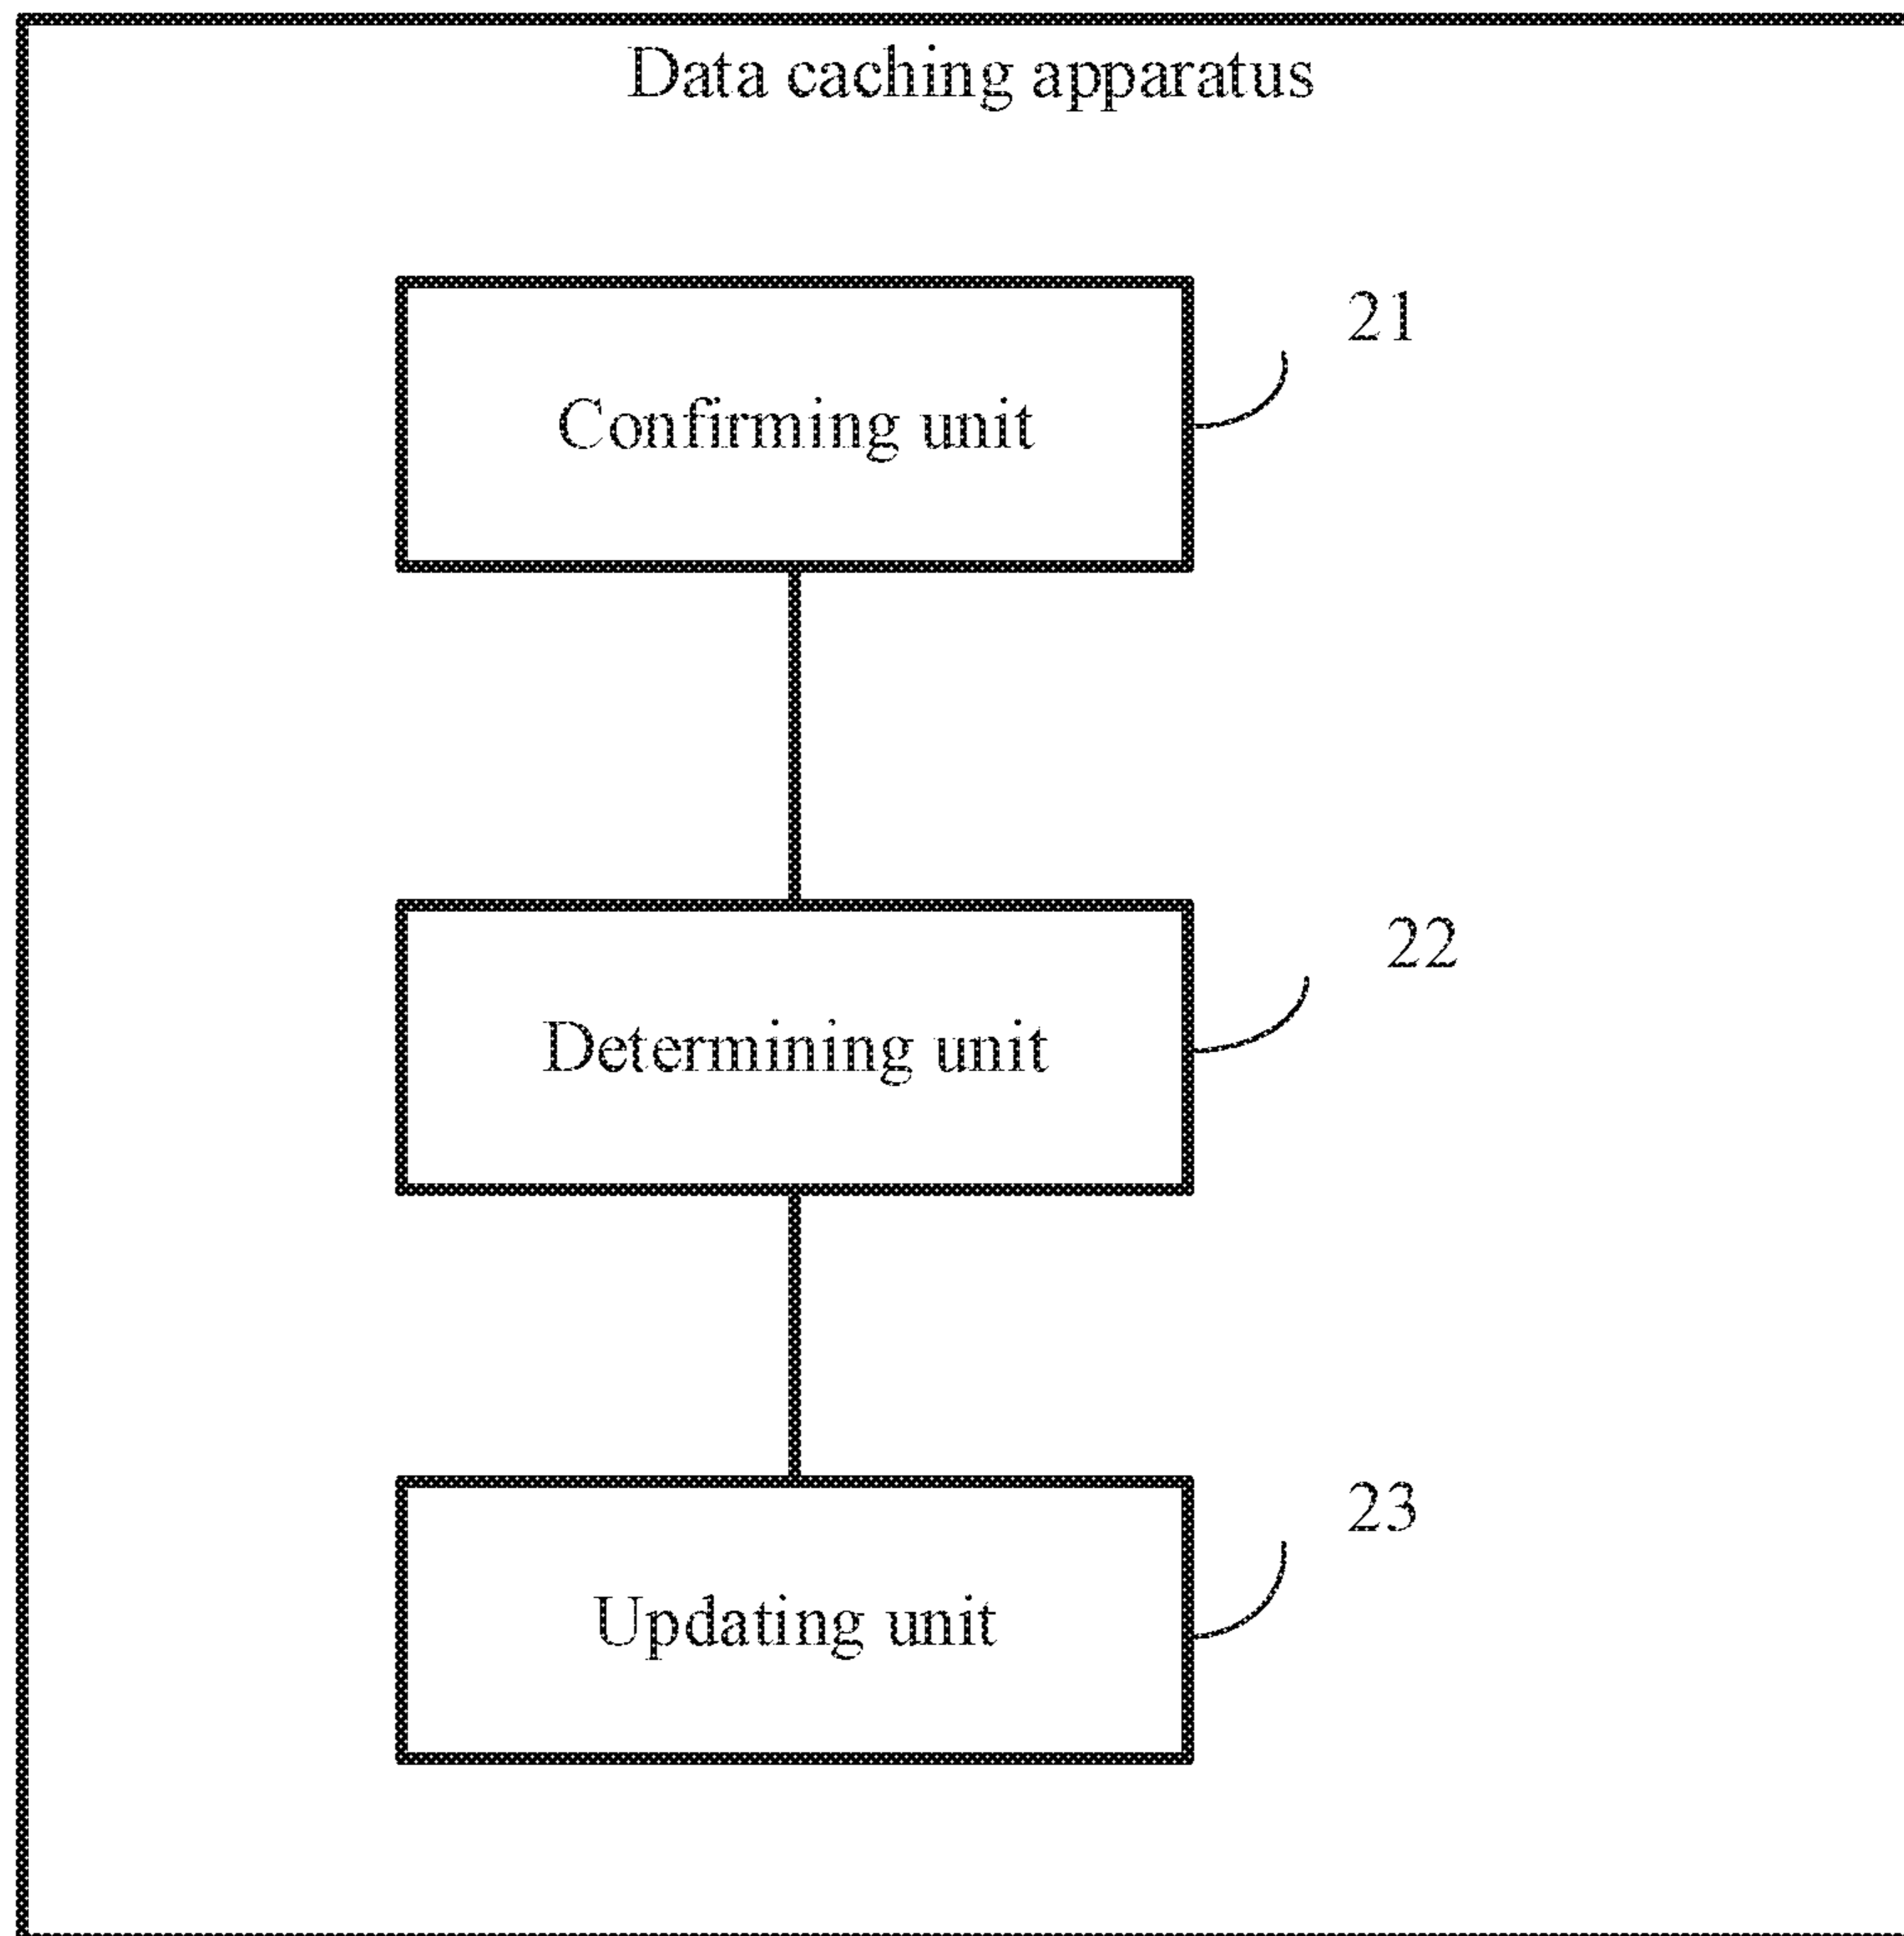 Data caching apparatus
21
Confirming unit
22
Determining unit
23
Updating unit